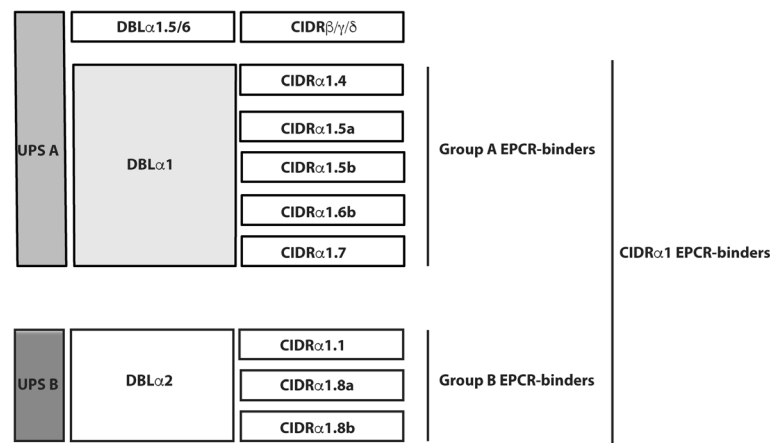 DBLα1.5/6
CIDRβ/γ/δ
CIDRα1.4
CIDRα1.5a
Group A EPCR-binders
UPS A
DBLα1
CIDRα1.5b
CIDRα1.6b
CIDRα1.7
CIDRα1 EPCR-binders
CIDRα1.1
UPS B
DBLα2
CIDRα1.8a
Group B EPCR-binders
CIDRα1.8b